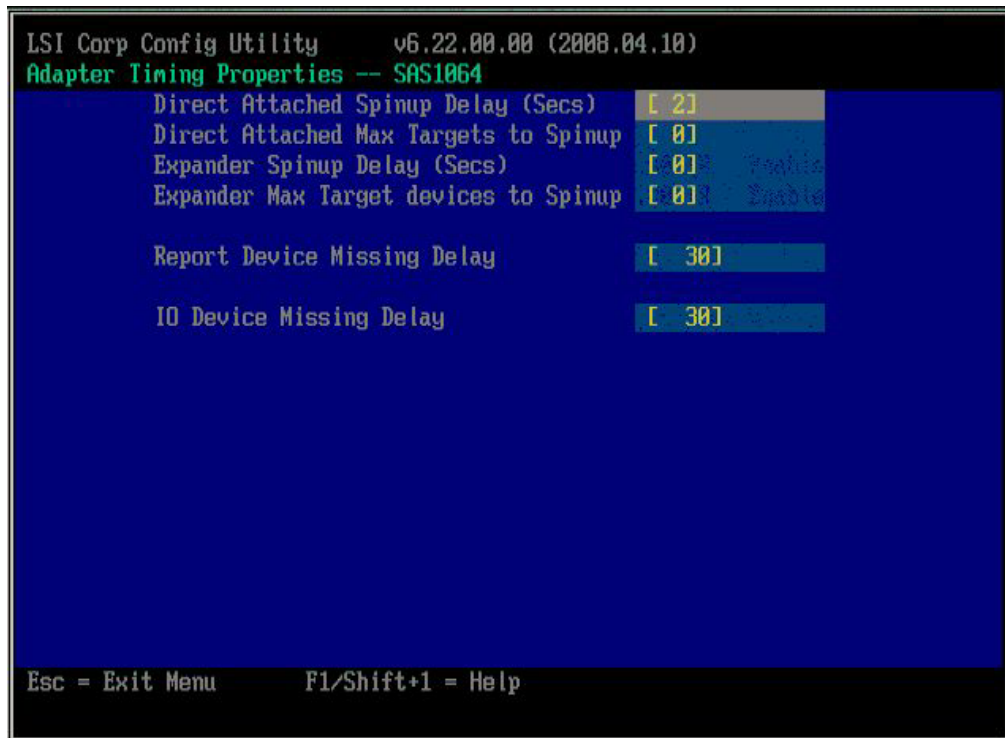 LSI Corp Config Utility v6.22.00.00 (2008.04.10)
Adapter Timing Properties -- SAS1064
Direct Attached Spinup Delay (Secs) [ 2]
Direct Attached Max Targets to Spinup [ 0]
Expander Spinup Delay (Secs) [ 0]
Expander Max Target devices to Spinup [ 0] Enable
Report Device Missing Delay [ 30]
IO Device Missing Delay [ 30]
Esc = Exit Menu F1/Shift+1 = Help